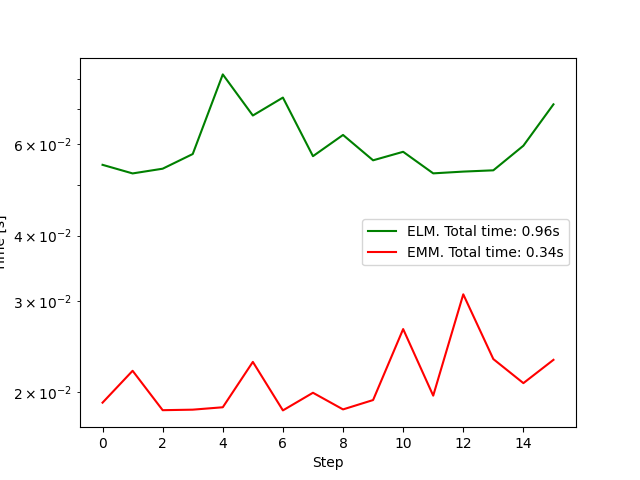 6 × 10⁻²
4 × 10⁻²
3 × 10⁻²
2 × 10⁻²
ELM. Total time: 0.96s
EMM. Total time: 0.34s
0 2 4 6 8 10 12 14
Step